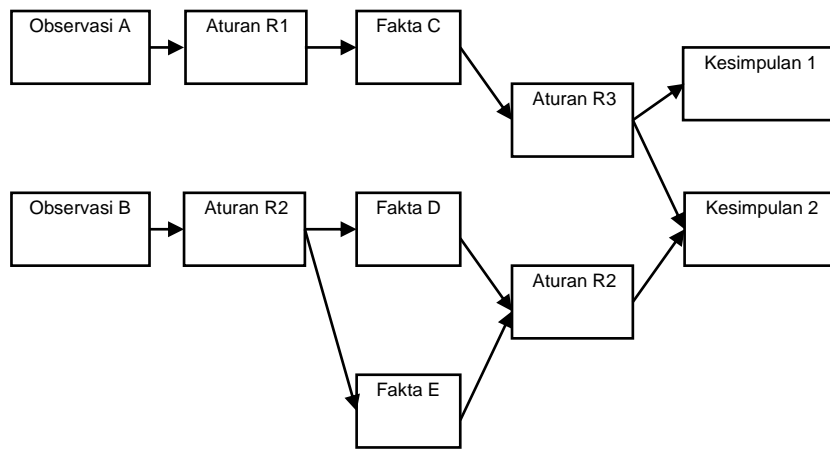 Observasi A
Aturan R1
Fakta C
Kesimpulan 1
Aturan R3
Observasi B
Aturan R2
Fakta D
Kesimpulan 2
Aturan R2
Fakta E